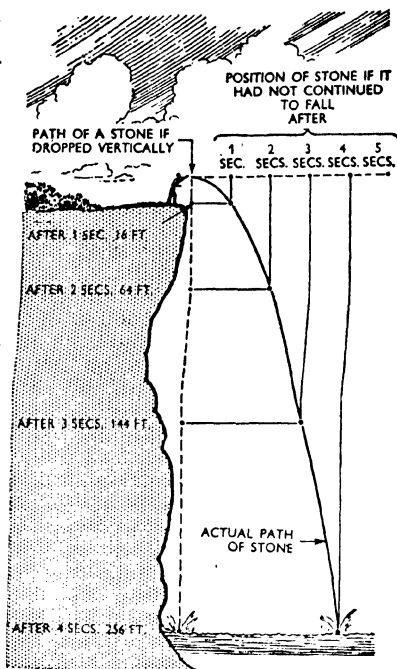 POSITION OF STONE IF IT
HAD NOT CONTINUED
TO FALL
AFTER
PATH OF A STONE IF
DROPPED VERTICALLY
1 2 3 4 5
SEC. SECS. SECS. SECS. SECS.
AFTER 1 SEC. 16 FT.
AFTER 2 SECS. 64 FT.
AFTER 3 SECS. 144 FT.
ACTUAL PATH
OF STONE
AFTER 4 SECS. 256 FT.